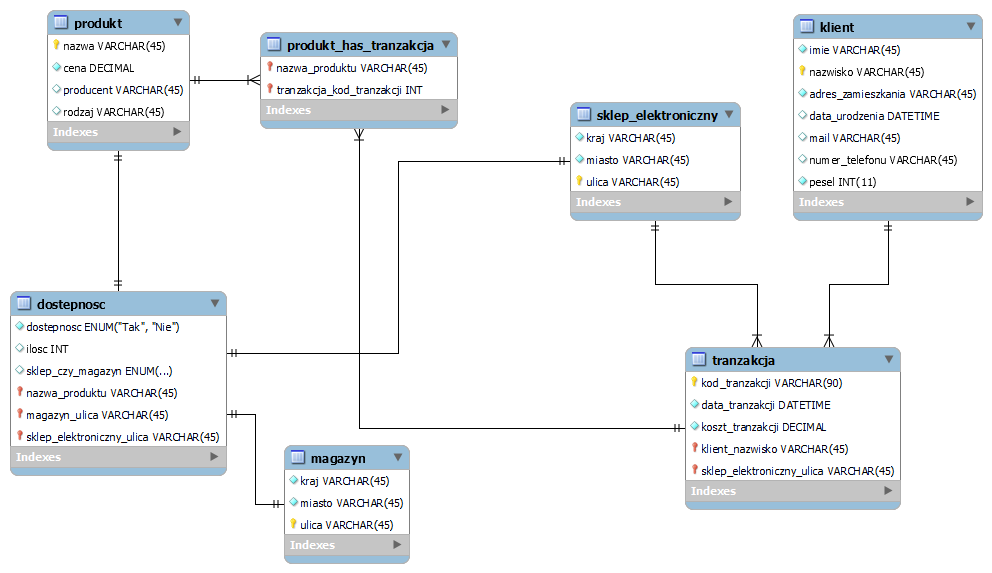 produkt
nazwa VARCHAR(45)
cena DECIMAL
producent VARCHAR(45)
rodzaj VARCHAR(45)
Indexes
produkt_has_tranzakcja
nazwa_produktu VARCHAR(45)
tranzakcja_kod_tranzakcji INT
Indexes
sklep_elektroniczny
kraj VARCHAR(45)
miasto VARCHAR(45)
ulica VARCHAR(45)
Indexes
klient
imie VARCHAR(45)
nazwisko VARCHAR(45)
adres_zamieszkania VARCHAR(45)
data_urodzenia DATETIME
mail VARCHAR(45)
numer_telefonu VARCHAR(45)
pesel INT(11)
Indexes
dostepnosc
dostepnosc ENUM("Tak", "Nie")
ilosc INT
sklep_czy_magazyn ENUM(...)
nazwa_produktu VARCHAR(45)
magazyn_ulica VARCHAR(45)
sklep_elektroniczny_ulica VARCHAR(45)
Indexes
magazyn
kraj VARCHAR(45)
miasto VARCHAR(45)
ulica VARCHAR(45)
Indexes
tranzakcja
kod_tranzakcji VARCHAR(90)
data_tranzakcji DATETIME
koszt_tranzakcji DECIMAL
klient_nazwisko VARCHAR(45)
sklep_elektroniczny_ulica VARCHAR(45)
Indexes